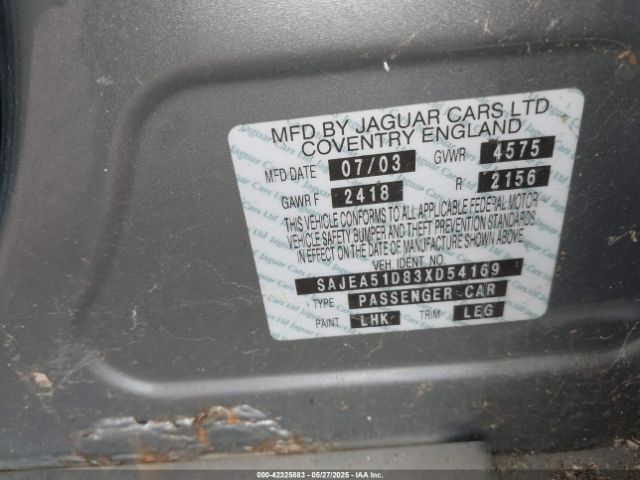 MFD BY JAGUAR CARS LTD
COVENTRY ENGLAND
MFD DATE 07/03 GVWR 4575
GAWR F 2418 R 2156
THIS VEHICLE CONFORMS TO ALL APPLICABLE FEDERAL MOTOR
VEHICLE SAFETY, BUMPER AND THEFT PREVENTION STANDARDS
IN EFFECT ON THE DATE OF MANUFACTURE SHOWN ABOVE
VEH IDENT NO.
SAJEA51D83XD54169
TYPE PASSENGER CAR
PAINT LHK TRIM LEG
000-42325883 05/27/2025 - IAAI.COM